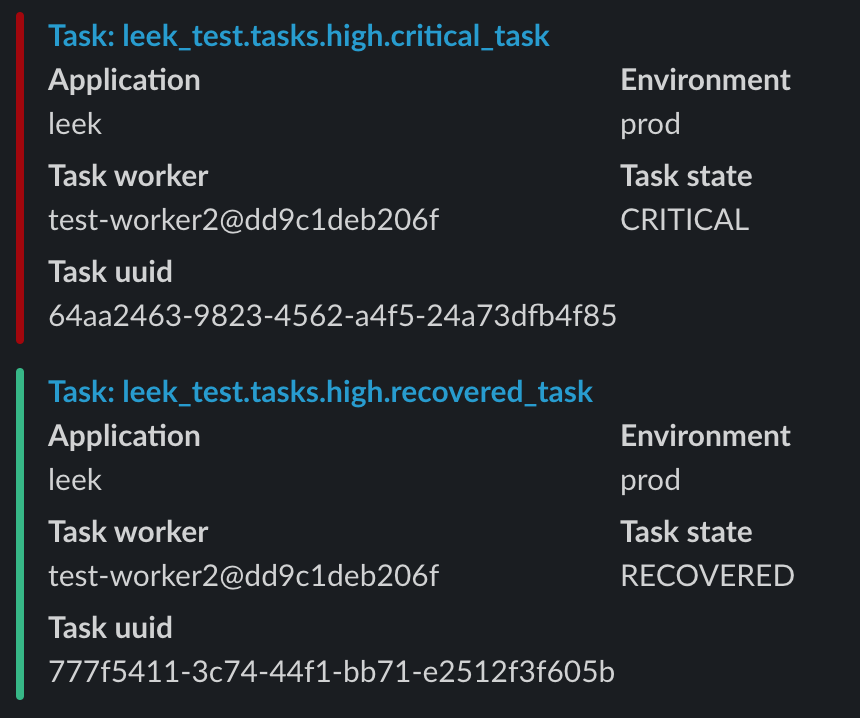 Task: leek_test.tasks.high.critical_task
Application Environment
leek prod
Task worker Task state
test-worker2@dd9c1deb206f CRITICAL
Task uuid
64aa2463-9823-4562-a4f5-24a73dfb4f85
Task: leek_test.tasks.high.recovered_task
Application Environment
leek prod
Task worker Task state
test-worker2@dd9c1deb206f RECOVERED
Task uuid
777f5411-3c74-44f1-bb71-e2512f3f605b